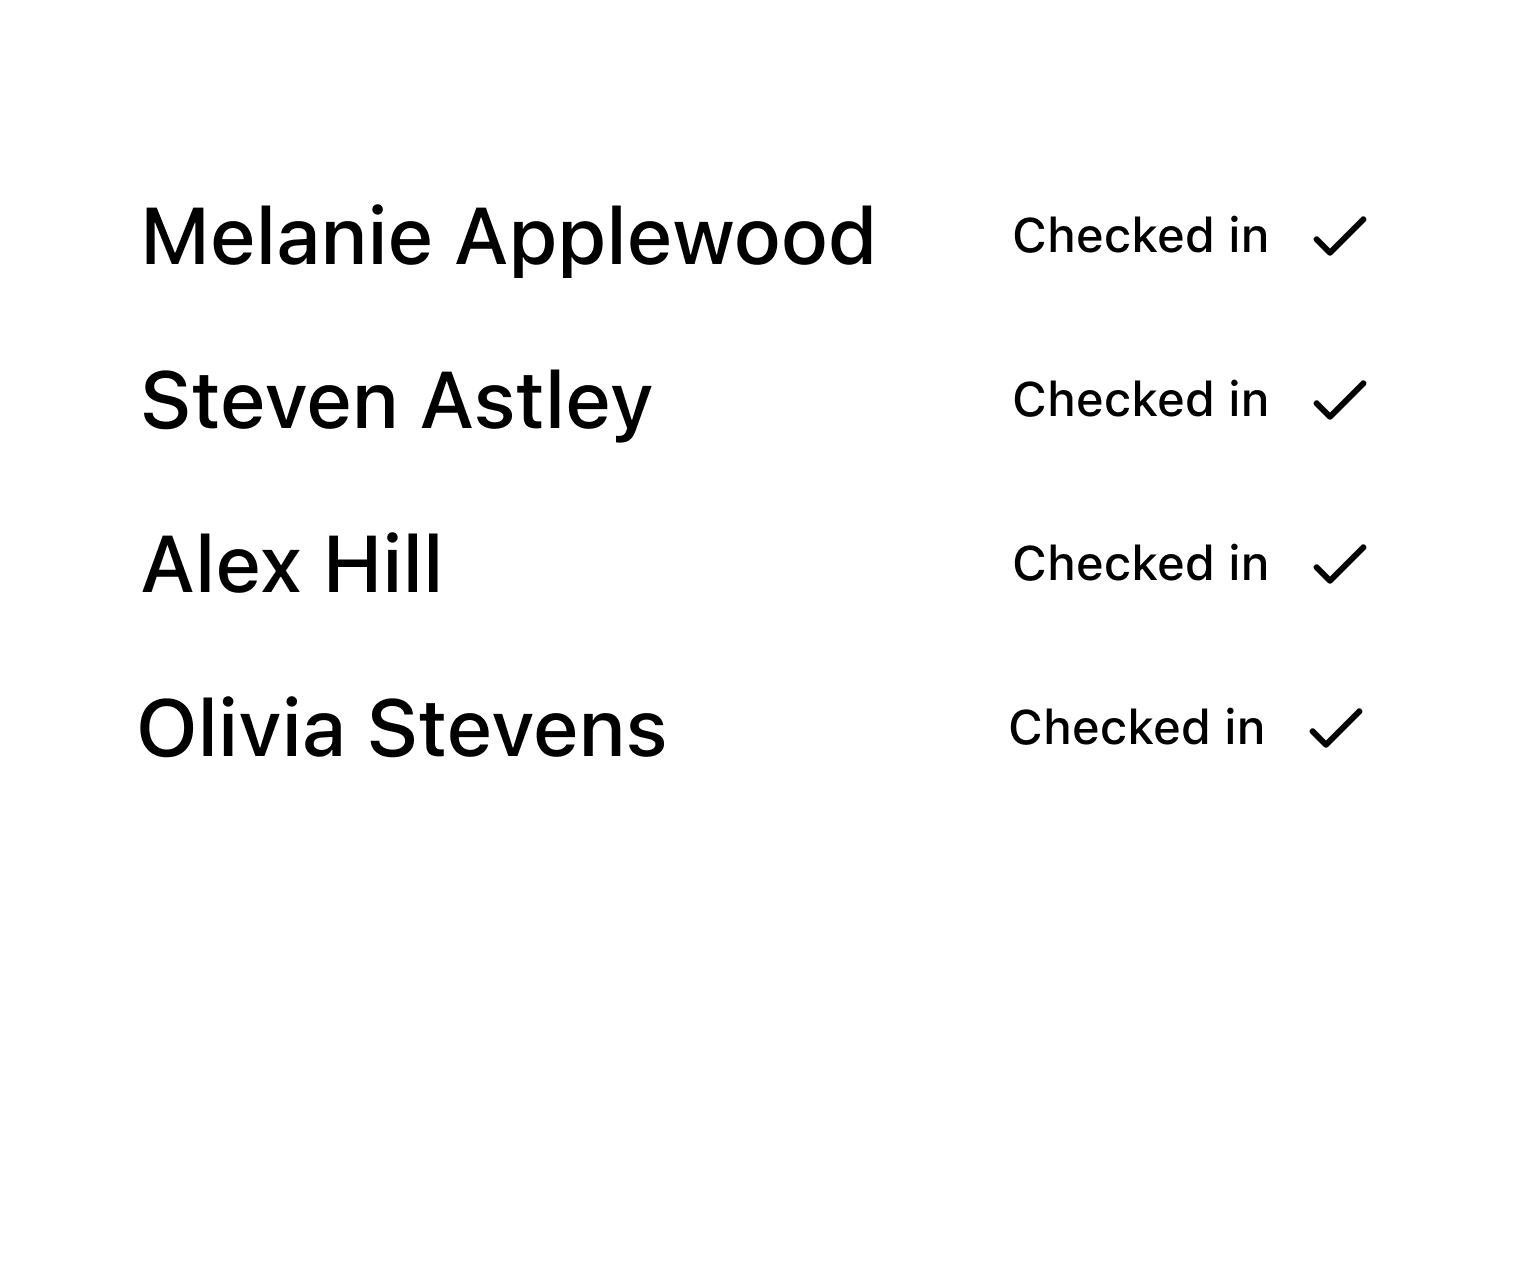 Melanie Applewood Checked in
Steven Astley Checked in
Alex Hill Checked in
Olivia Stevens Checked in